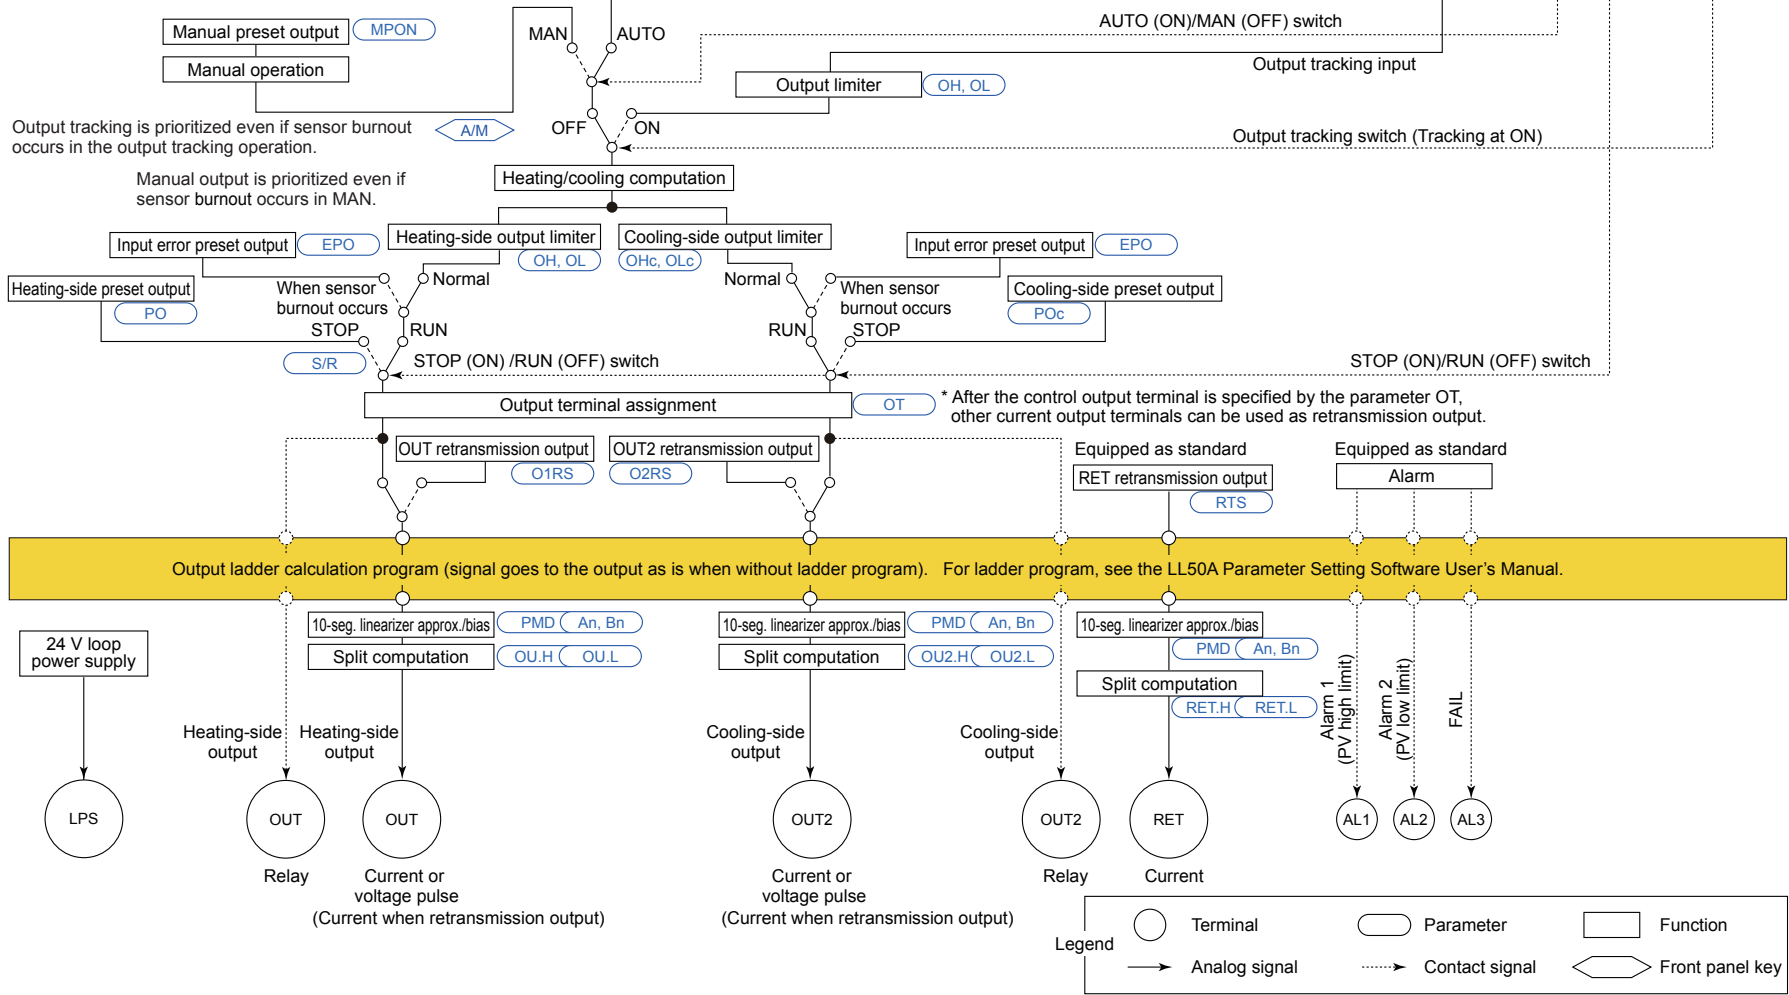 AUTO (ON)/MAN (OFF) switch
Manual preset output
MPON
MAN
AUTO
Manual operation
Output tracking input
Output limiter
OH, OL
Output tracking is prioritized even if sensor burnout
occurs in the output tracking operation.
A/M
OFF
ON
Output tracking switch (Tracking at ON)
Manual output is prioritized even if
sensor burnout occurs in MAN.
Heating/cooling computation
Input error preset output
EPO
Heating-side output limiter
OH, OL
Cooling-side output limiter
OHc, OLc
Input error preset output
EPO
Heating-side preset output
PO
When sensor
burnout occurs
Normal
Normal
When sensor
burnout occurs
Cooling-side preset output
POc
STOP
RUN
RUN
STOP
S/R
STOP (ON) /RUN (OFF) switch
STOP (ON)/RUN (OFF) switch
Output terminal assignment
OT
* After the control output terminal is specified by the parameter OT,
other current output terminals can be used as retransmission output.
OUT retransmission output
O1RS
OUT2 retransmission output
O2RS
Equipped as standard
RET retransmission output
RTS
Equipped as standard
Alarm
Output ladder calculation program (signal goes to the output as is when without ladder program). For ladder program, see the LL50A Parameter Setting Software User's Manual.
24 V loop
power supply
10-seg. linearizer approx./bias
PMD
An, Bn
Split computation
OU.H
OU.L
10-seg. linearizer approx./bias
PMD
An, Bn
Split computation
OU2.H
OU2.L
10-seg. linearizer approx./bias
PMD
An, Bn
Split computation
RET.H
RET.L
Alarm 1
(PV high limit)
Alarm 2
(PV low limit)
FAIL
Heating-side
output
Heating-side
output
Cooling-side
output
Cooling-side
output
LPS
OUT
OUT
OUT2
OUT2
RET
AL1
AL2
AL3
Relay
Current or
voltage pulse
(Current when retransmission output)
Current or
voltage pulse
(Current when retransmission output)
Relay
Current
Legend
Terminal
Parameter
Function
Analog signal
Contact signal
Front panel key